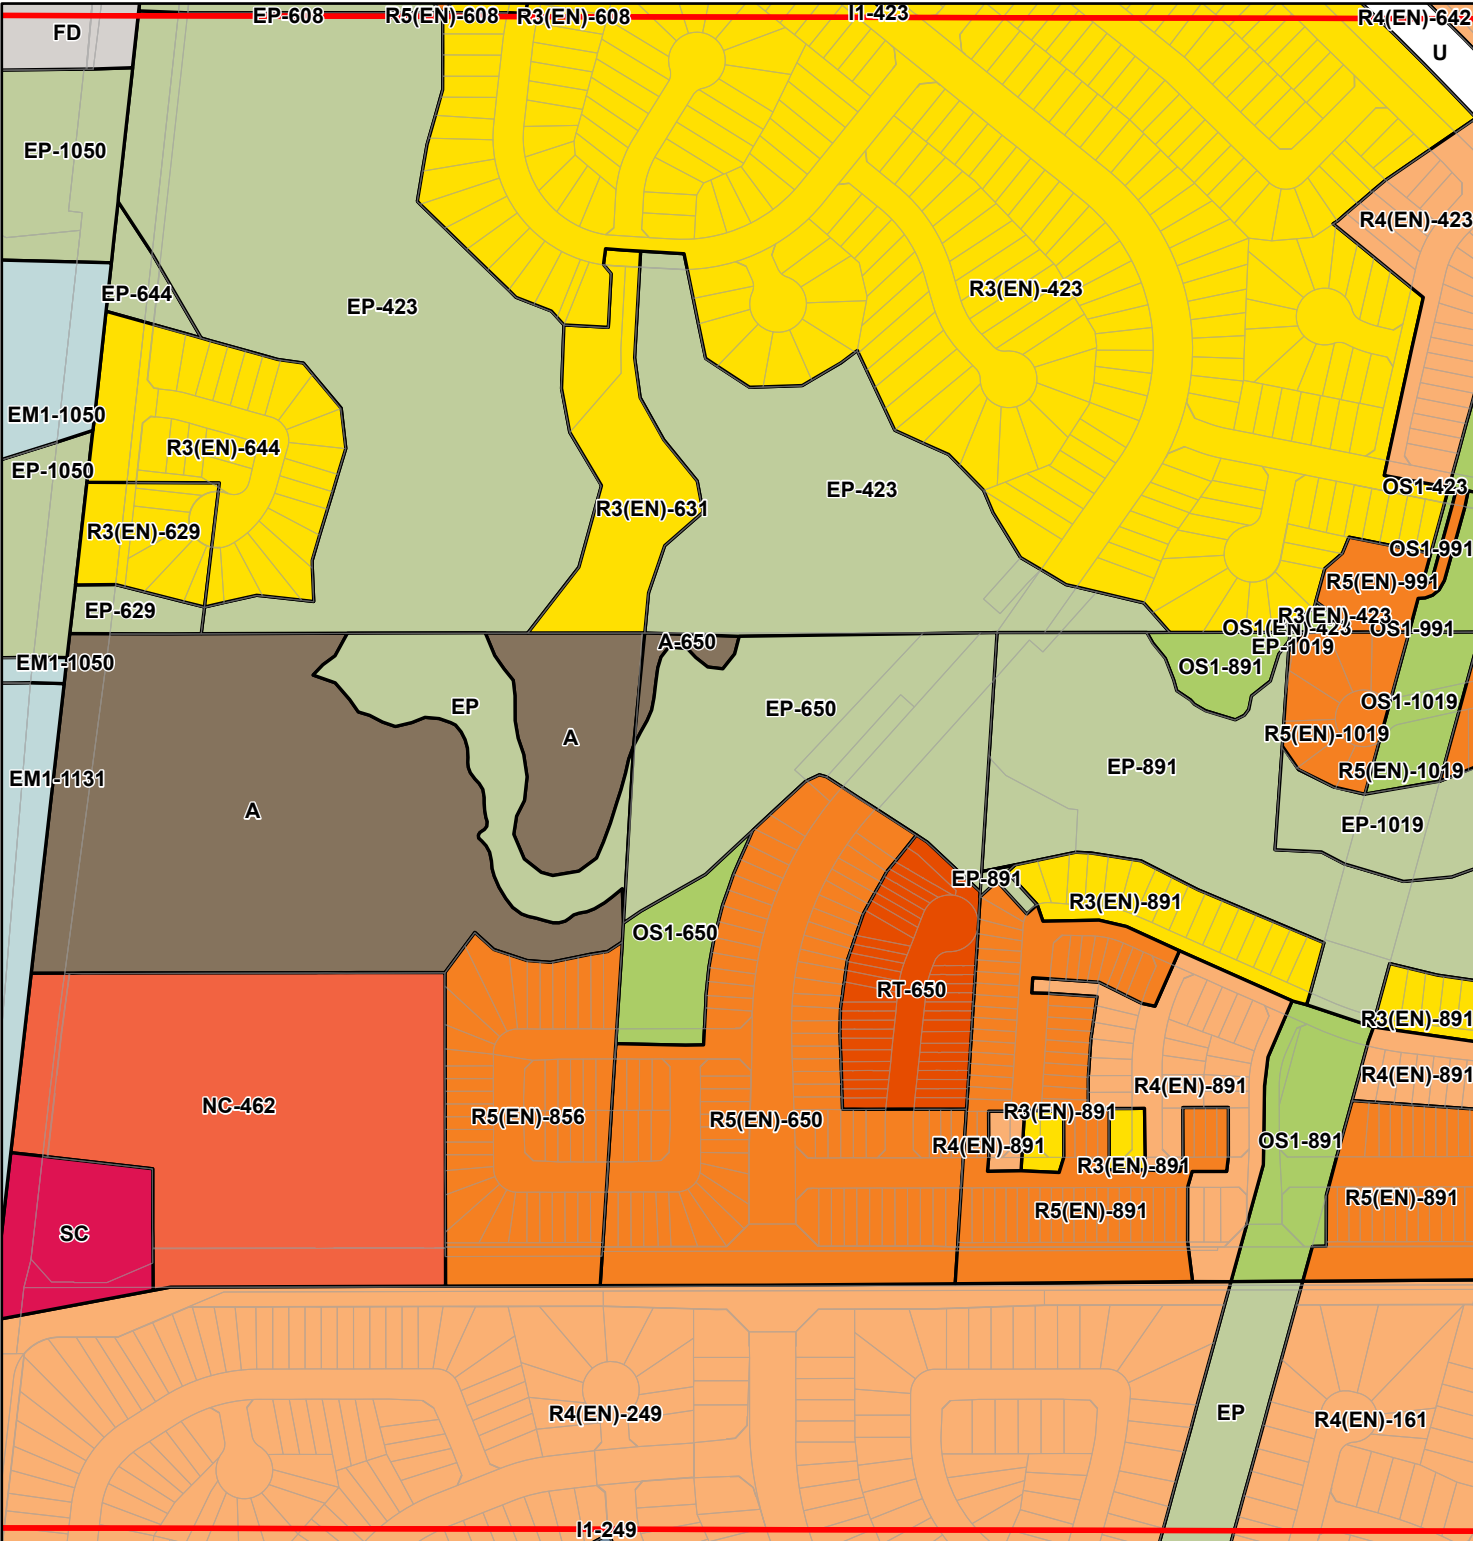 EP-608
R5(EN)-608
R3(EN)-608
I1-423
R4(EN)-642
FD
U
EP-1050
R4(EN)-423
EP-644
EP-423
R3(EN)-423
EM1-1050
R3(EN)-644
EP-1050
EP-423
OS1-423
R3(EN)-631
R3(EN)-629
OS1-991
R5(EN)-991
EP-629
R3(EN)-423
OS1(EN)-423
OS1-991
A-650
EP-1019
EM1-1050
OS1-891
EP
EP-650
OS1-1019
A
R5(EN)-1019
EP-891
R5(EN)-1019
EM1-1131
A
EP-1019
EP-891
R3(EN)-891
OS1-650
RT-650
R3(EN)-891
R4(EN)-891
R4(EN)-891
NC-462
R5(EN)-856
R5(EN)-650
R3(EN)-891
R4(EN)-891
OS1-891
R3(EN)-891
R5(EN)-891
R5(EN)-891
SC
R4(EN)-249
EP
R4(EN)-161
I1-249